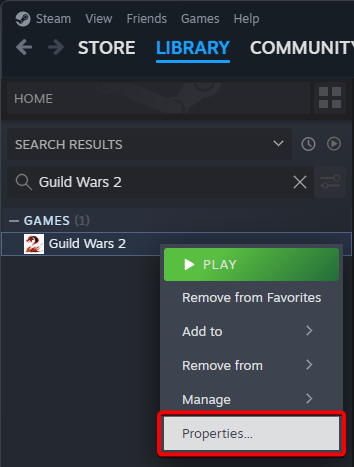 Steam View Friends Games Help
STORE LIBRARY COMMUNITY
HOME
SEARCH RESULTS
Guild Wars 2
GAMES (1)
Guild Wars 2
PLAY
Remove from Favorites
Add to
Remove from
Manage
Properties...